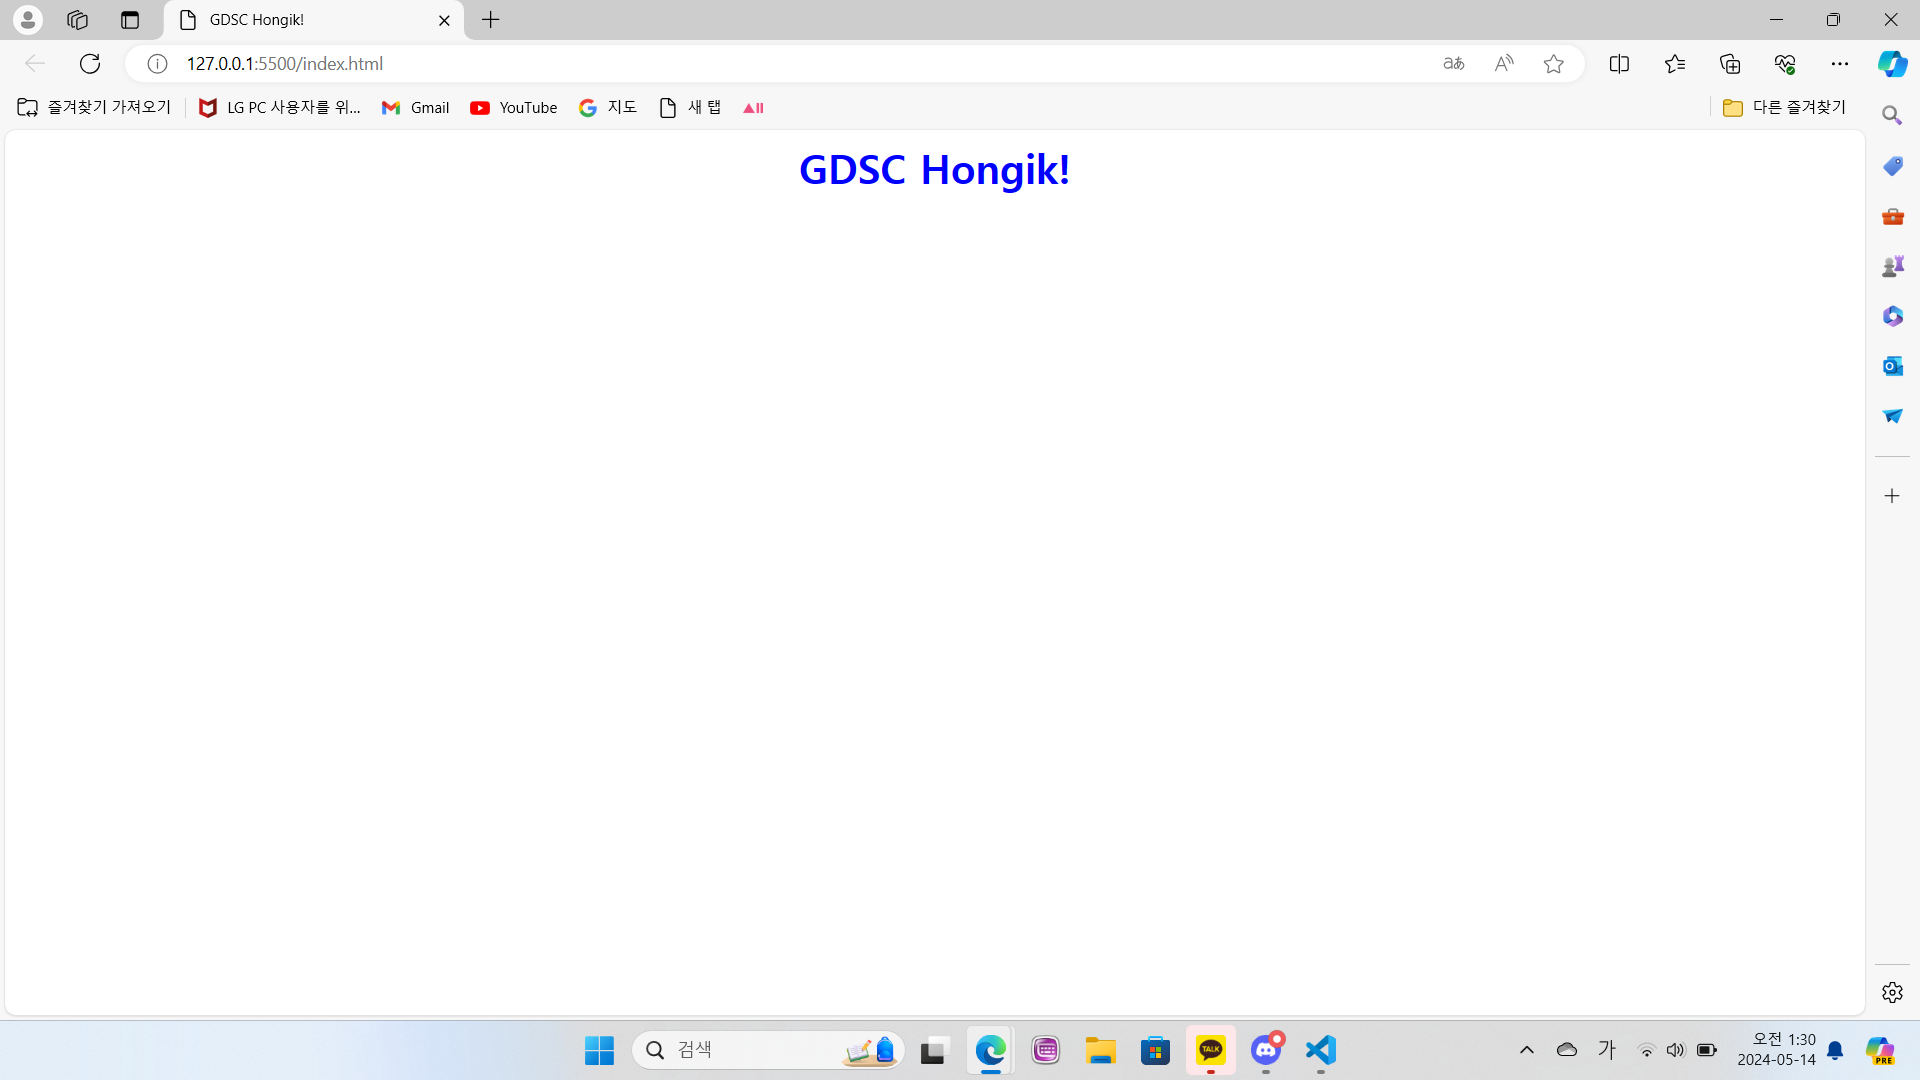 GDSC Hongik!
127.0.0.1:5500/index.html
즐겨찾기 가져오기
LG PC 사용자를 위...
Gmail
YouTube
지도
새 탭
다른 즐겨찾기
GDSC Hongik!
검색
TALK
가
오전 1:30
2024-05-14
PRE